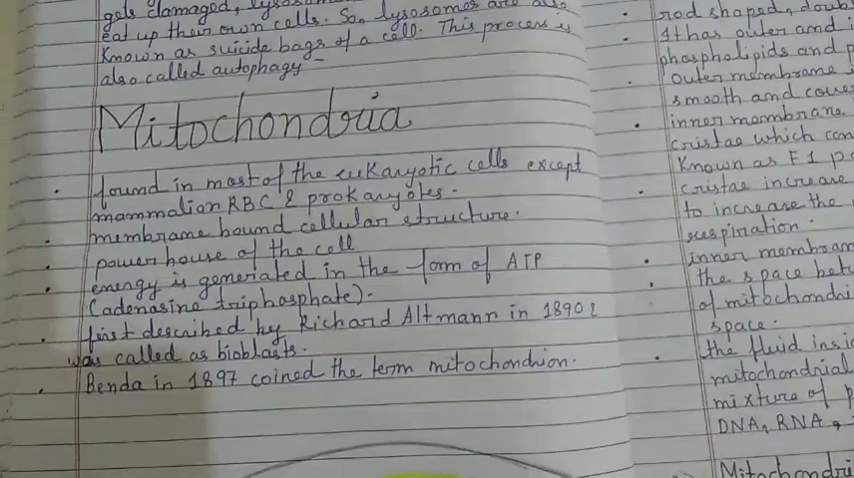 gets damaged,
eat up their own cells. So, lysosomes are also
Known as suicide bags of a cell. This process is
also called autophagy
Mitochondria
• found in most of the eukaryotic cells except
mammalian RBC & prokaryotes.
• membrane bound cellular structure.
• power house of the cell
• energy is generiated in the form of ATP
(adenosine triphosphate).
• first described by Richard Altmann in 1890 &
was called as bioblasts.
• Benda in 1897 coined the term mitochondrion.
• rod shaped, doub
• It has outer and i
phospholipids and p
• outer membrane
smooth and cove
• inner membrane
cristae which con
Known as F1 pa
• cristae increase
to increase the
respiration.
• inner membran
• the space bet
of mitochondri
space.
• the fluid insi
mitochondrial
mixture of p
DNA, RNA,
Mitochondri